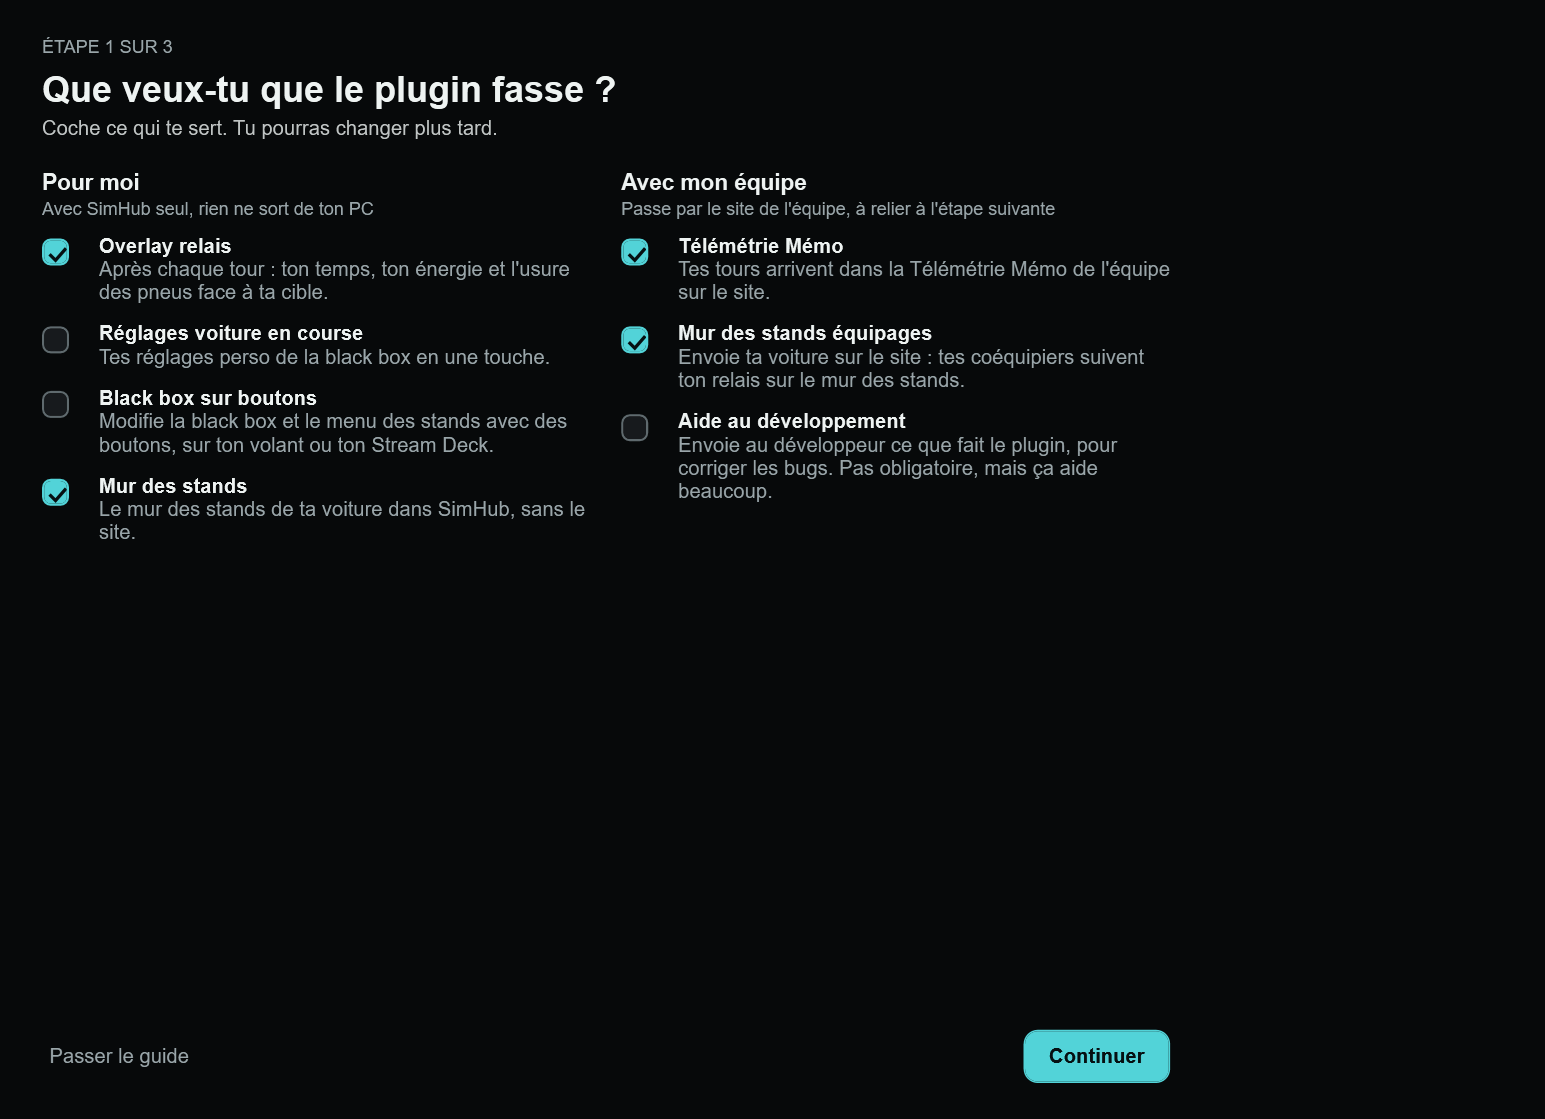 ÉTAPE 1 SUR 3
Que veux-tu que le plugin fasse ?
Coche ce qui te sert. Tu pourras changer plus tard.
Pour moi
Avec SimHub seul, rien ne sort de ton PC
Overlay relais
Après chaque tour : ton temps, ton énergie et l'usure
des pneus face à ta cible.
Réglages voiture en course
Tes réglages perso de la black box en une touche.
Black box sur boutons
Modifie la black box et le menu des stands avec des
boutons, sur ton volant ou ton Stream Deck.
Mur des stands
Le mur des stands de ta voiture dans SimHub, sans le
site.
Avec mon équipe
Passe par le site de l'équipe, à relier à l'étape suivante
Télémétrie Mémo
Tes tours arrivent dans la Télémétrie Mémo de l'équipe
sur le site.
Mur des stands équipages
Envoie ta voiture sur le site : tes coéquipiers suivent
ton relais sur le mur des stands.
Aide au développement
Envoie au développeur ce que fait le plugin, pour
corriger les bugs. Pas obligatoire, mais ça aide
beaucoup.
Passer le guide
Continuer